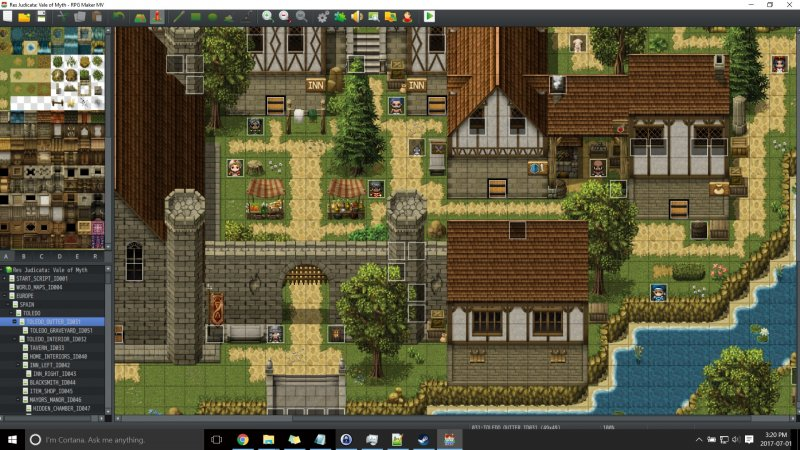 Res Judicata: Vale of Myth - RPG Maker MV
INN
INN
A B C D E R
Res Judicata: Vale of Myth
START_SCRIPT_ID001
WORLD_MAPS_ID004
EUROPE
SPAIN
TOLEDO
TOLEDO_OUTTER_ID031
TOLEDO_GRAVEYARD_ID051
TOLEDO_INTERIOR_ID032
TAVERN_ID033
HOME_INTERIORS_ID040
INN_LEFT_ID042
INN_RIGHT_ID043
BLACKSMITH_ID044
ITEM_SHOP_ID045
MAYORS_MANOR_ID046
HIDDEN_CHAMBER_ID047
031:TOLEDO_OUTTER_ID031 (49x49) 100%
I'm Cortana. Ask me anything.
3:20 PM
2017-07-01